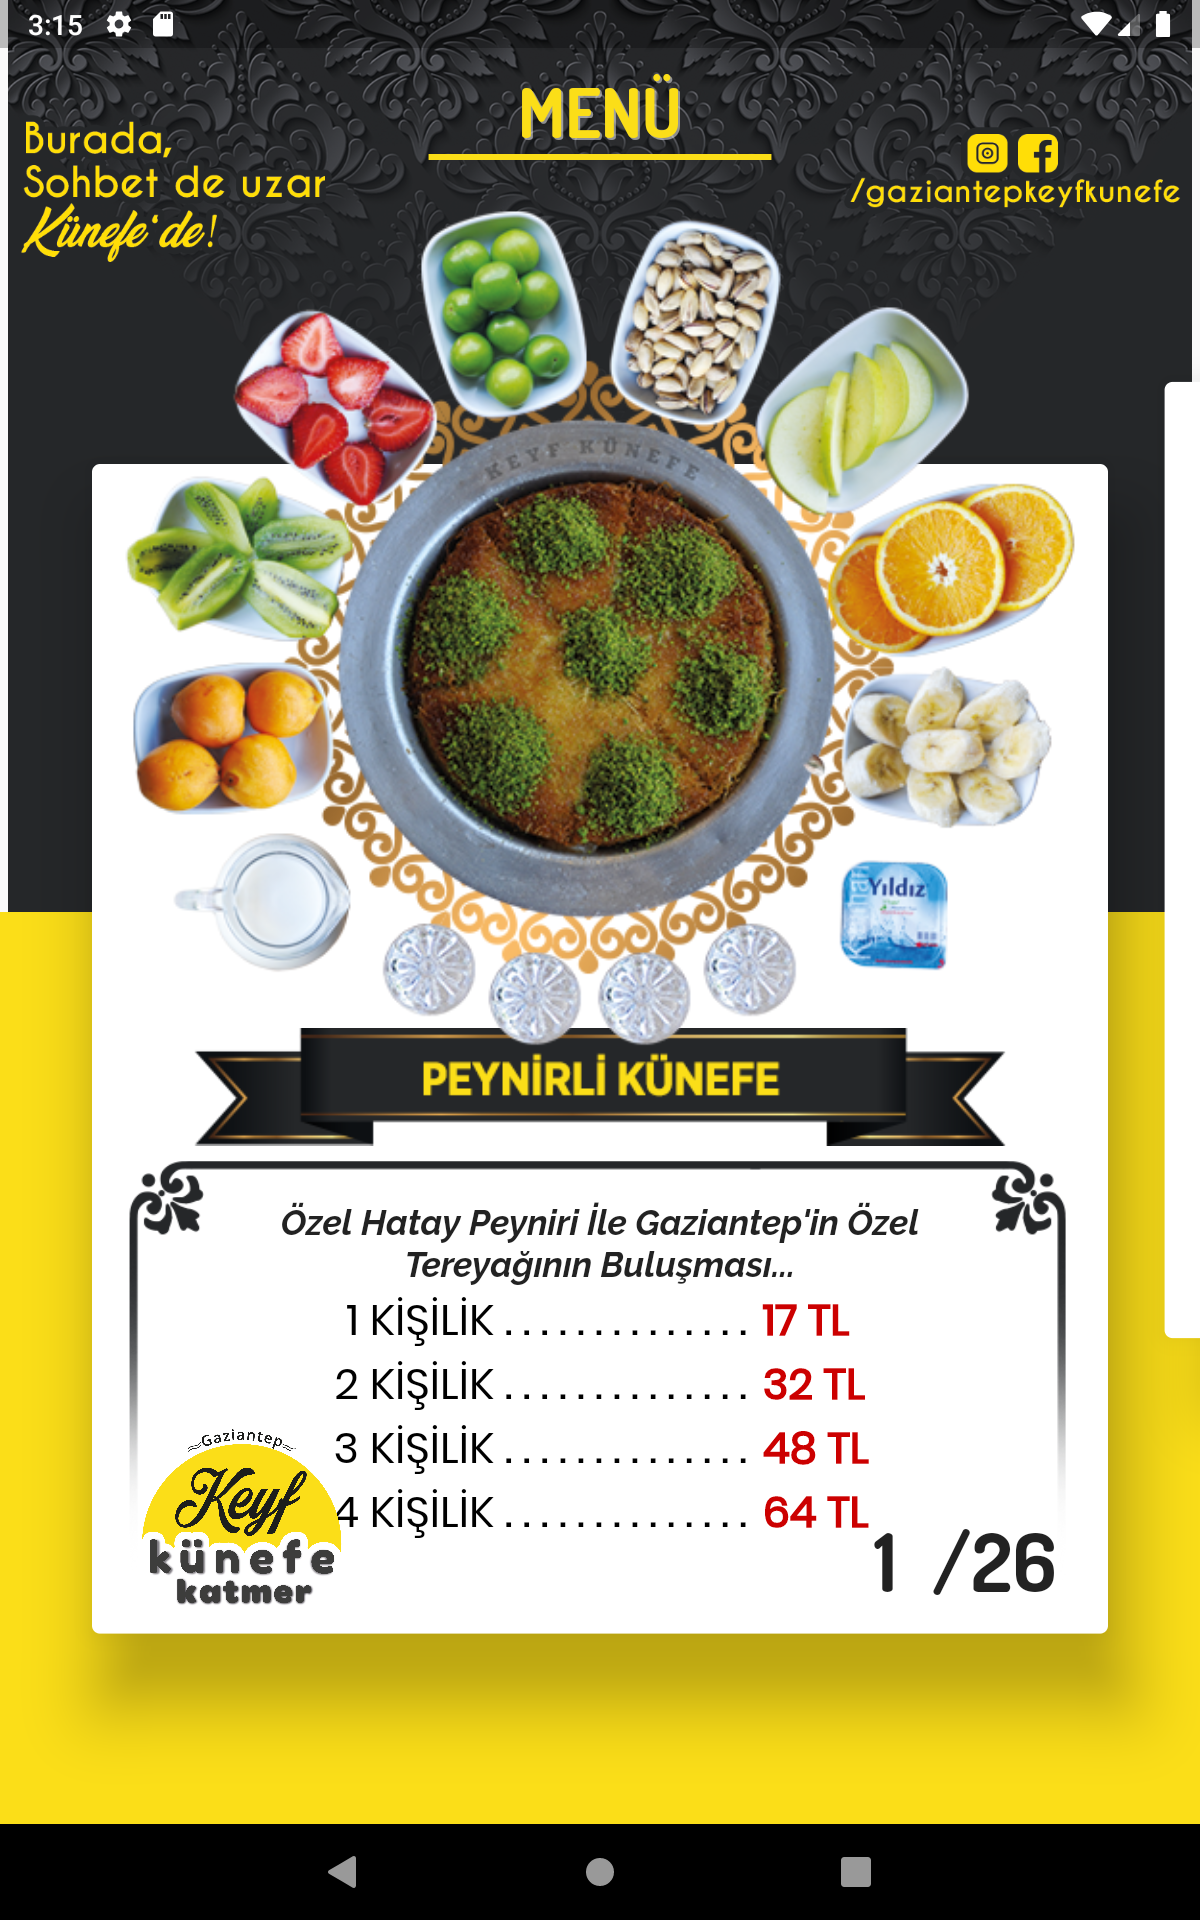 3:15
MENÜ
Burada,
Sohbet de uzar
Künefe'de!
/gaziantepkeyfkunefe
KEYF KÜNEFE
Yıldız
PEYNİRLİ KÜNEFE
Özel Hatay Peyniri İle Gaziantep'in Özel
Tereyağının Buluşması...
1 KİŞİLİK . . . . . . . . . . . . . . 17 TL
2 KİŞİLİK . . . . . . . . . . . . . . 32 TL
3 KİŞİLİK . . . . . . . . . . . . . . 48 TL
4 KİŞİLİK . . . . . . . . . . . . . . 64 TL
Gaziantep
Keyf
künefe
katmer
1 /26